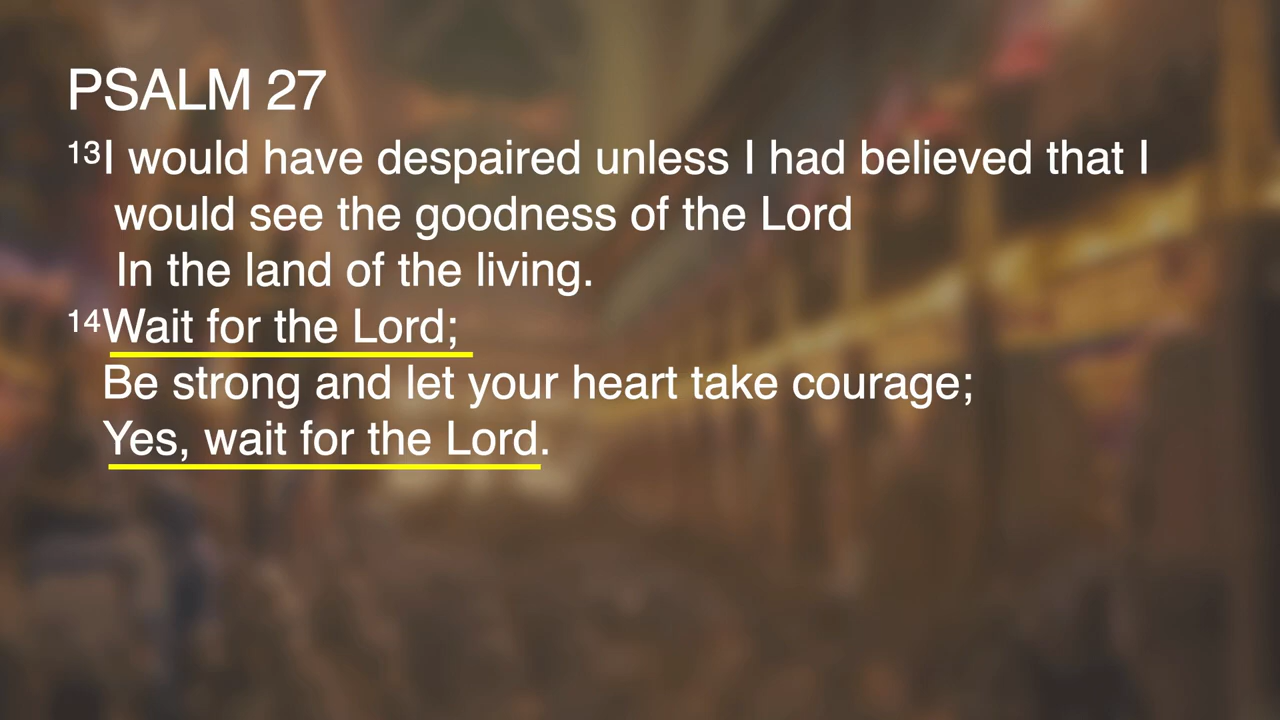 PSALM 27
13I would have despaired unless I had believed that I
would see the goodness of the Lord
In the land of the living.
14Wait for the Lord;
Be strong and let your heart take courage;
Yes, wait for the Lord.